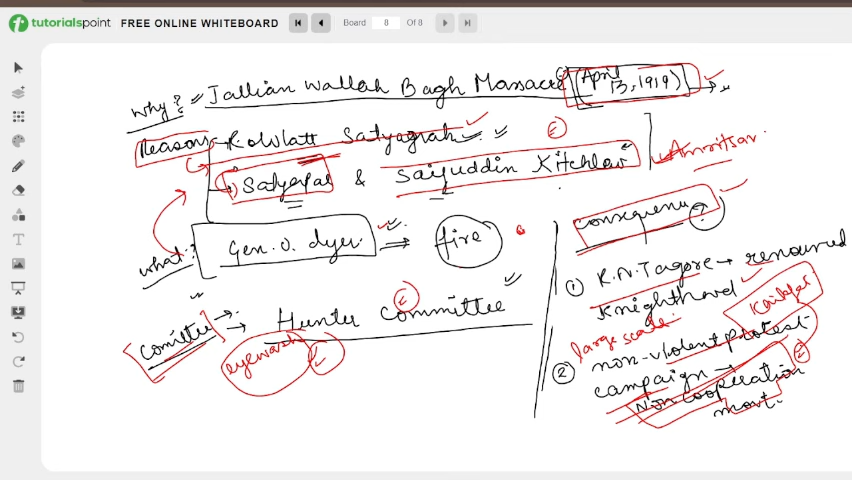 tutorialspoint FREE ONLINE WHITEBOARD Board 8 Of 8
Why? Jallian Wallah Bagh Massacre (April 13, 1919)
Reasons Rowlatt Satyagrah
1) Satyapal & Saifuddin Kitchlew Amritsar
consequence ?
what? Gen. O. dyer fire
① R.N. Tagore → renounced
Knighthood
Comittee → Hunter Committee
eyewash
large scale
② non-violent protest
campaign →
Non cooperation
movt.